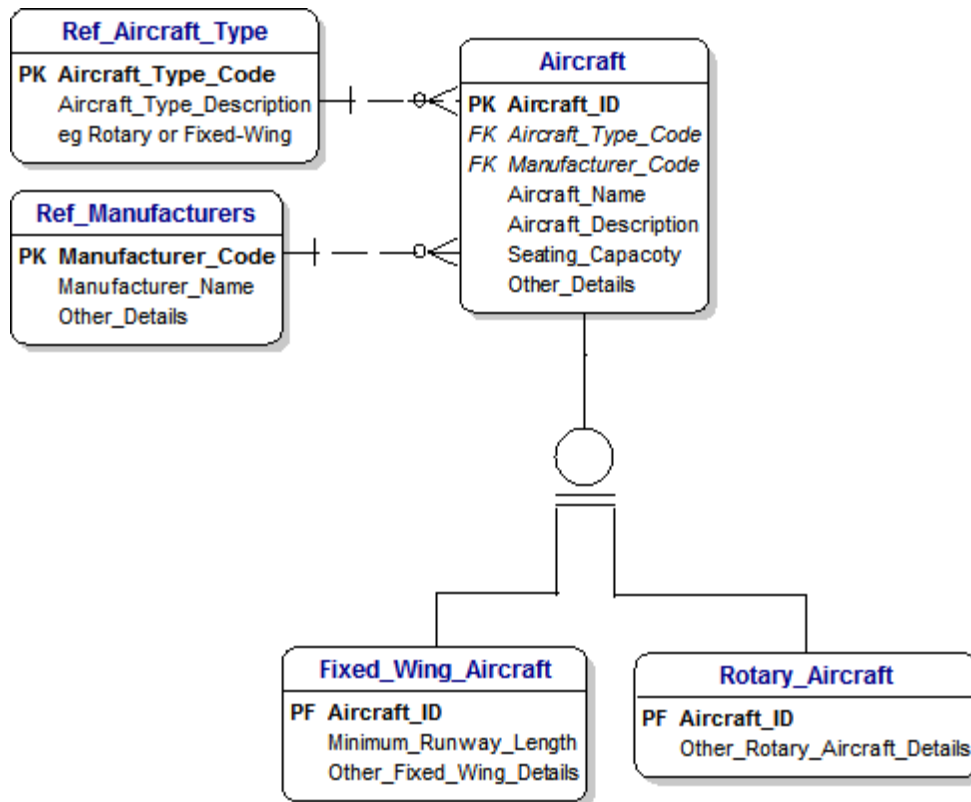 Ref_Aircraft_Type
PK Aircraft_Type_Code
Aircraft_Type_Description
eg Rotary or Fixed-Wing
Ref_Manufacturers
PK Manufacturer_Code
Manufacturer_Name
Other_Details
Aircraft
PK Aircraft_ID
FK Aircraft_Type_Code
FK Manufacturer_Code
Aircraft_Name
Aircraft_Description
Seating_Capacoty
Other_Details
Fixed_Wing_Aircraft
PF Aircraft_ID
Minimum_Runway_Length
Other_Fixed_Wing_Details
Rotary_Aircraft
PF Aircraft_ID
Other_Rotary_Aircraft_Details